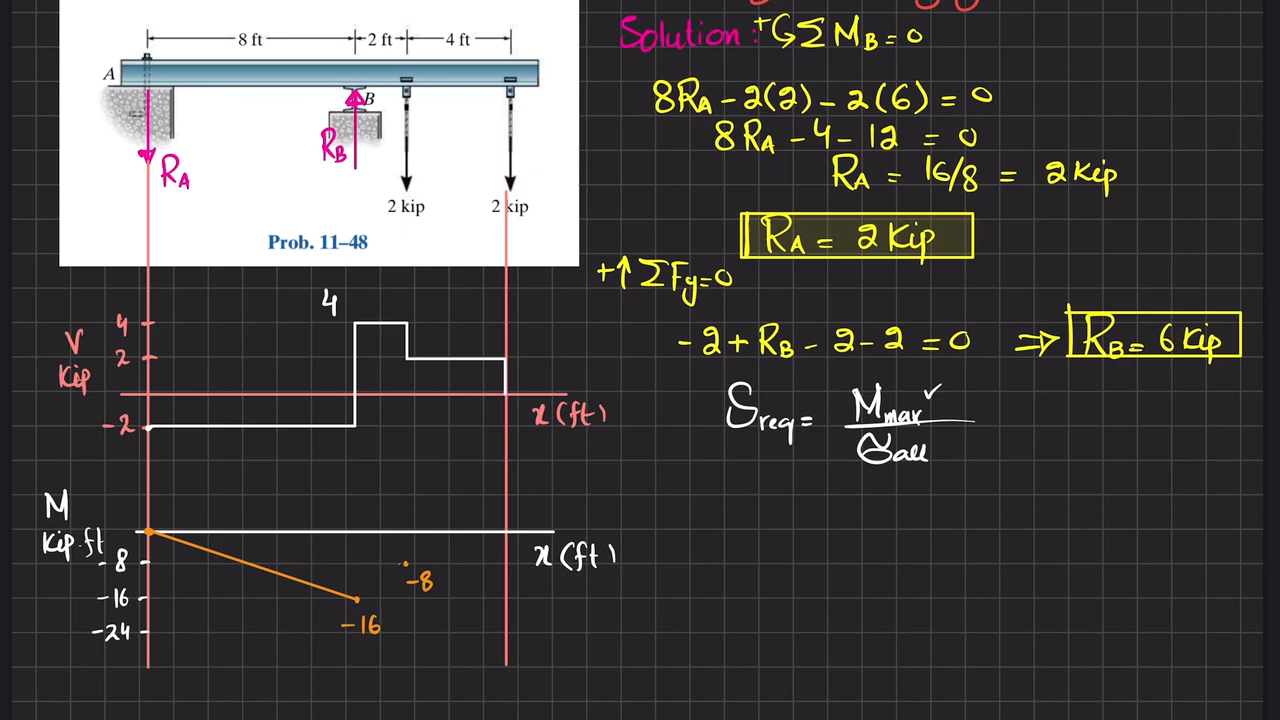 Solution : +↺ ΣM_B = 0
8 ft
2 ft
4 ft
A
B
R_A
R_B
2 kip
2 kip
Prob. 11–48
8R_A - 2(2) - 2(6) = 0
8R_A - 4 - 12 = 0
R_A = 16/8 = 2 Kip
R_A = 2 Kip
+↑ ΣFy = 0
-2 + R_B - 2 - 2 = 0 ⇒ R_B = 6 Kip
S_req = M_max ✓ / σ_all
V
Kip
4
4
2
-2
x (ft)
M
Kip.ft
-8
-16
-24
x (ft)
-8
-16